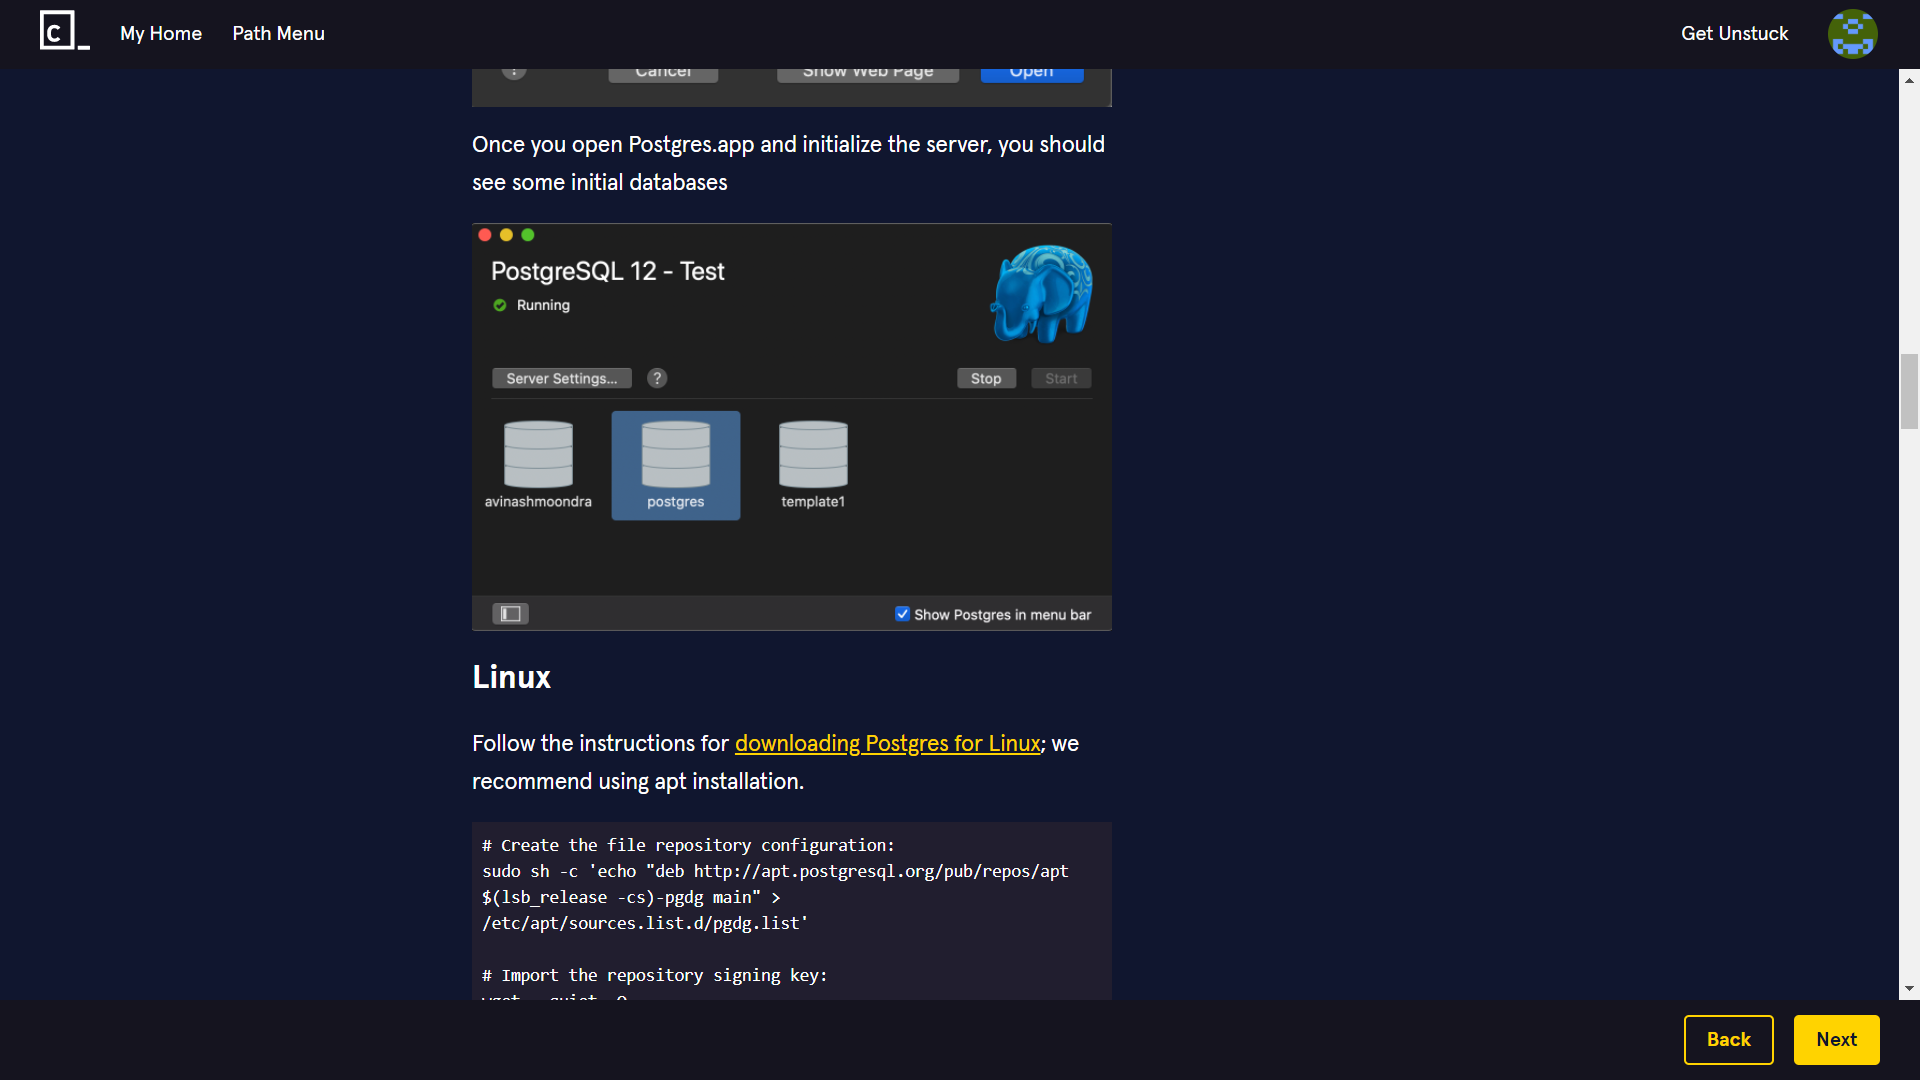 C_ My Home Path Menu Get Unstuck
? Cancel Show Web Page Open
Once you open Postgres.app and initialize the server, you should
see some initial databases
PostgreSQL 12 - Test
Running
Server Settings... ? Stop Start
avinashmoondra postgres template1
Show Postgres in menu bar
Linux
Follow the instructions for downloading Postgres for Linux; we
recommend using apt installation.
# Create the file repository configuration:
sudo sh -c 'echo "deb http://apt.postgresql.org/pub/repos/apt
$(lsb_release -cs)-pgdg main" >
/etc/apt/sources.list.d/pgdg.list'
# Import the repository signing key:
Back Next